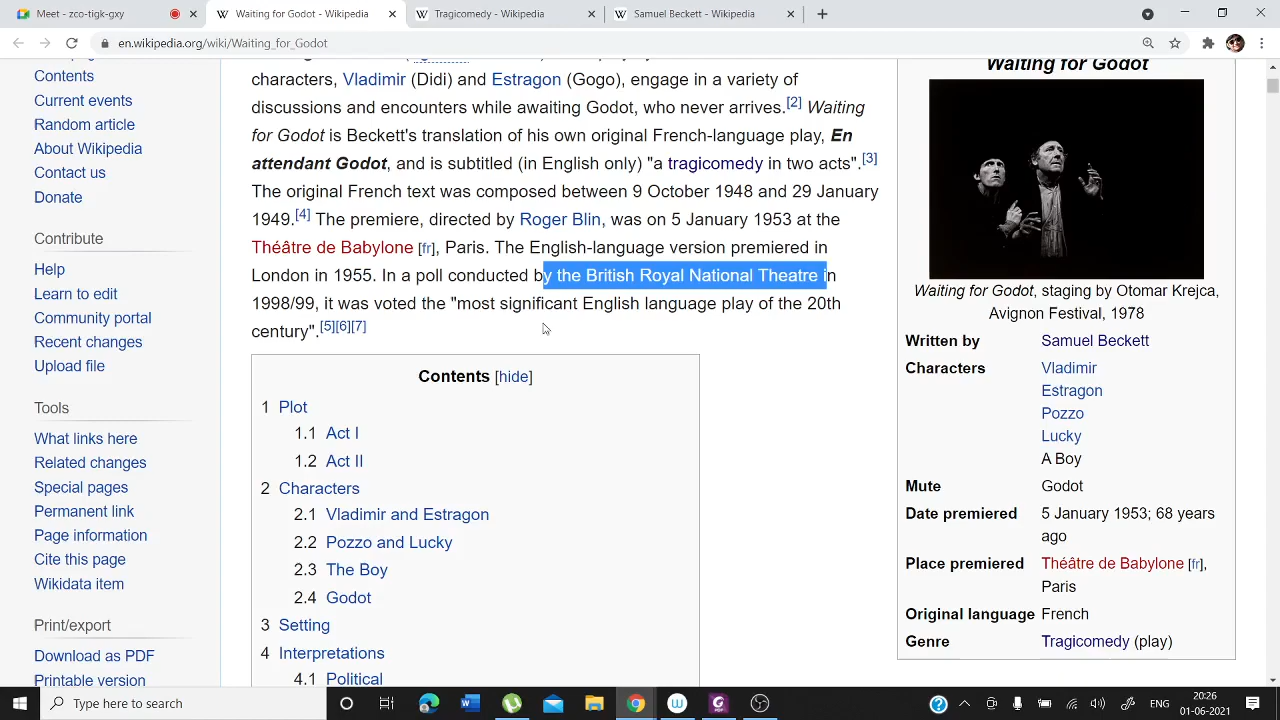 Meet - zco-tigk-gxy
Waiting for Godot - Wikipedia
Tragicomedy - Wikipedia
Samuel Beckett - Wikipedia
en.wikipedia.org/wiki/Waiting_for_Godot
Contents
Current events
Random article
About Wikipedia
Contact us
Donate
Contribute
Help
Learn to edit
Community portal
Recent changes
Upload file
Tools
What links here
Related changes
Special pages
Permanent link
Page information
Cite this page
Wikidata item
Print/export
Download as PDF
Printable version
characters, Vladimir (Didi) and Estragon (Gogo), engage in a variety of
discussions and encounters while awaiting Godot, who never arrives.[2] Waiting
for Godot is Beckett's translation of his own original French-language play, En
attendant Godot, and is subtitled (in English only) "a tragicomedy in two acts".[3]
The original French text was composed between 9 October 1948 and 29 January
1949.[4] The premiere, directed by Roger Blin, was on 5 January 1953 at the
Théâtre de Babylone [fr], Paris. The English-language version premiered in
London in 1955. In a poll conducted by the British Royal National Theatre in
1998/99, it was voted the "most significant English language play of the 20th
century".[5][6][7]
Contents [hide]
1 Plot
1.1 Act I
1.2 Act II
2 Characters
2.1 Vladimir and Estragon
2.2 Pozzo and Lucky
2.3 The Boy
2.4 Godot
3 Setting
4 Interpretations
4.1 Political
Waiting for Godot
Waiting for Godot, staging by Otomar Krejca,
Avignon Festival, 1978
Written by Samuel Beckett
Characters Vladimir
Estragon
Pozzo
Lucky
A Boy
Mute Godot
Date premiered 5 January 1953; 68 years
ago
Place premiered Théâtre de Babylone [fr],
Paris
Original language French
Genre Tragicomedy (play)
Type here to search
ENG
20:26
01-06-2021